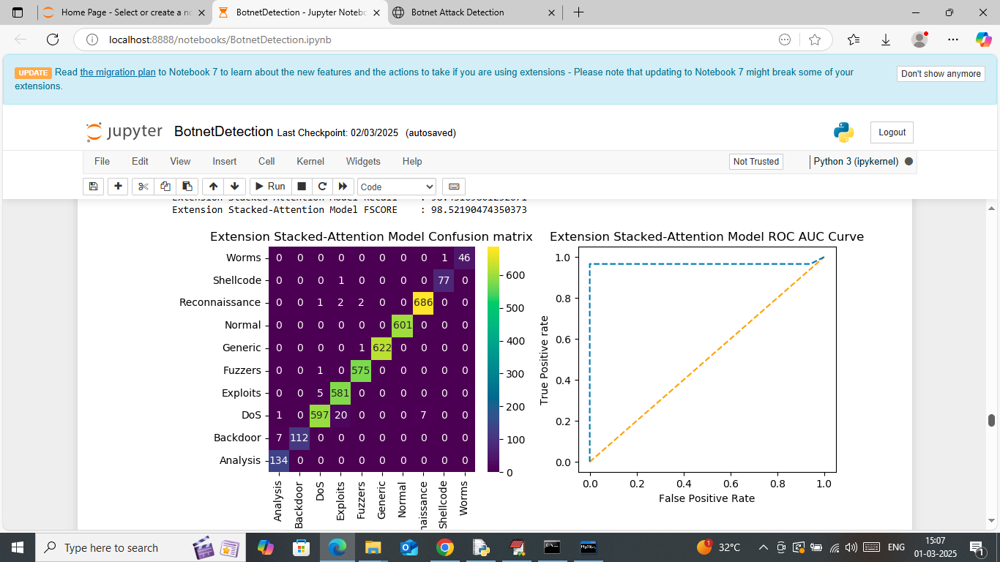 Home Page - Select or create a n
BotnetDetection - Jupyter Noteb
Botnet Attack Detection
localhost:8888/notebooks/BotnetDetection.ipynb
UPDATE Read the migration plan to Notebook 7 to learn about the new features and the actions to take if you are using extensions - Please note that updating to Notebook 7 might break some of your
extensions.
Don't show anymore
jupyter BotnetDetection Last Checkpoint: 02/03/2025 (autosaved)
Logout
File Edit View Insert Cell Kernel Widgets Help
Not Trusted
Python 3 (ipykernel)
Run
Code
Extension Stacked-Attention Model FSCORE : 98.52190474350373
Extension Stacked-Attention Model Confusion matrix
Worms 0 0 0 0 0 0 0 0 1 46
Shellcode 0 0 0 1 0 0 0 0 77 0
Reconnaissance 0 0 1 2 2 0 0 686 0 0
Normal 0 0 0 0 0 0 601 0 0 0
Generic 0 0 0 0 1 622 0 0 0 0
Fuzzers 0 0 1 0 575 0 0 0 0 0
Exploits 0 0 5 581 0 0 0 0 0 0
DoS 1 0 597 20 0 0 0 7 0 0
Backdoor 7 112 0 0 0 0 0 0 0 0
Analysis 134 0 0 0 0 0 0 0 0 0
Analysis
Backdoor
DoS
Exploits
Fuzzers
Generic
Normal
naissance
Shellcode
Worms
600
500
400
300
200
100
0
Extension Stacked-Attention Model ROC AUC Curve
True Positive rate
1.0
0.8
0.6
0.4
0.2
0.0
0.0 0.2 0.4 0.6 0.8 1.0
False Positive Rate
Type here to search
1
32°C
ENG
15:07
01-03-2025
1